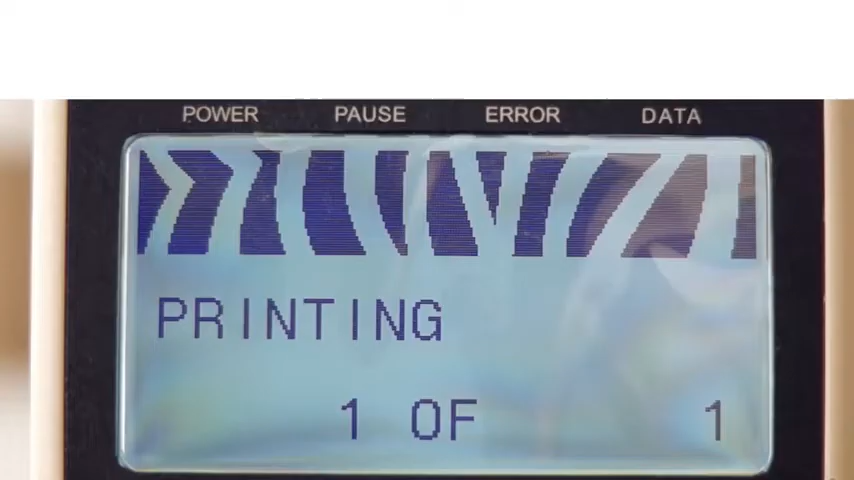 POWER PAUSE ERROR DATA
PRINTING
1 OF 1